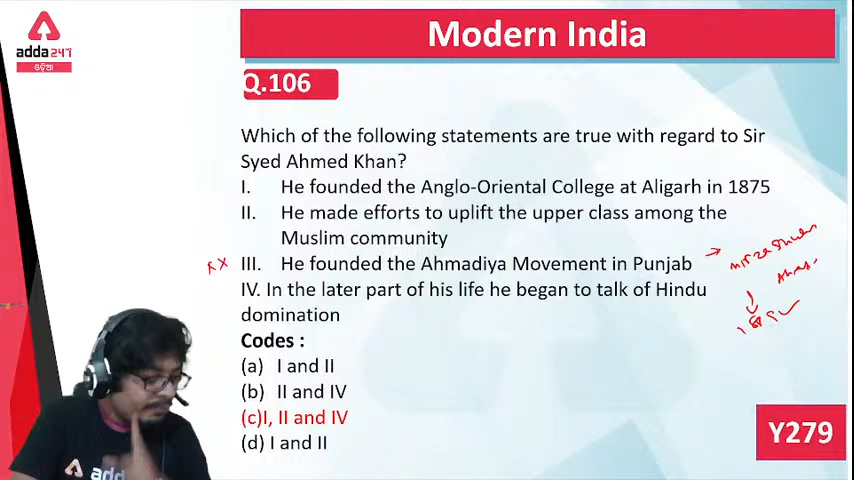 adda247
ଓଡ଼ିଆ
Modern India
Q.106
Which of the following statements are true with regard to Sir
Syed Ahmed Khan?
I. He founded the Anglo-Oriental College at Aligarh in 1875
II. He made efforts to uplift the upper class among the
Muslim community
XX III. He founded the Ahmadiya Movement in Punjab
IV. In the later part of his life he began to talk of Hindu
domination
Codes :
(a) I and II
(b) II and IV
(c)I, II and IV
(d) I and II
Y279
adda